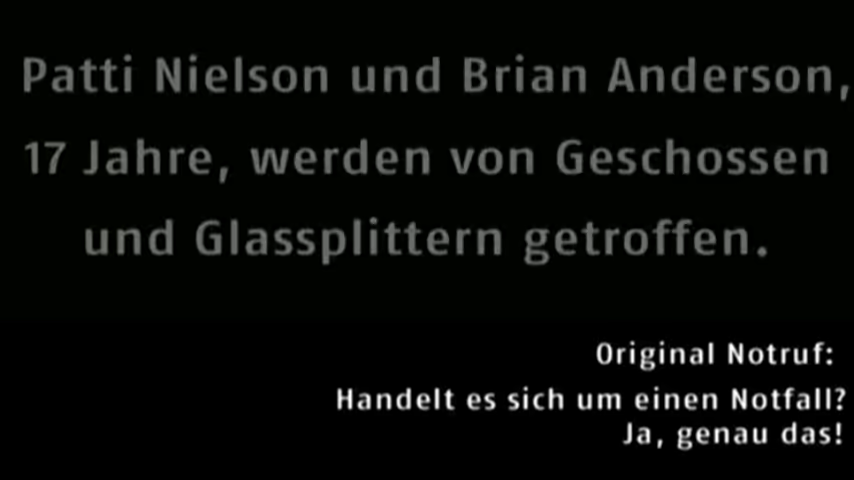 Patti Nielson und Brian Anderson,
17 Jahre, werden von Geschossen
und Glassplittern getroffen.
Original Notruf:
Handelt es sich um einen Notfall?
Ja, genau das!